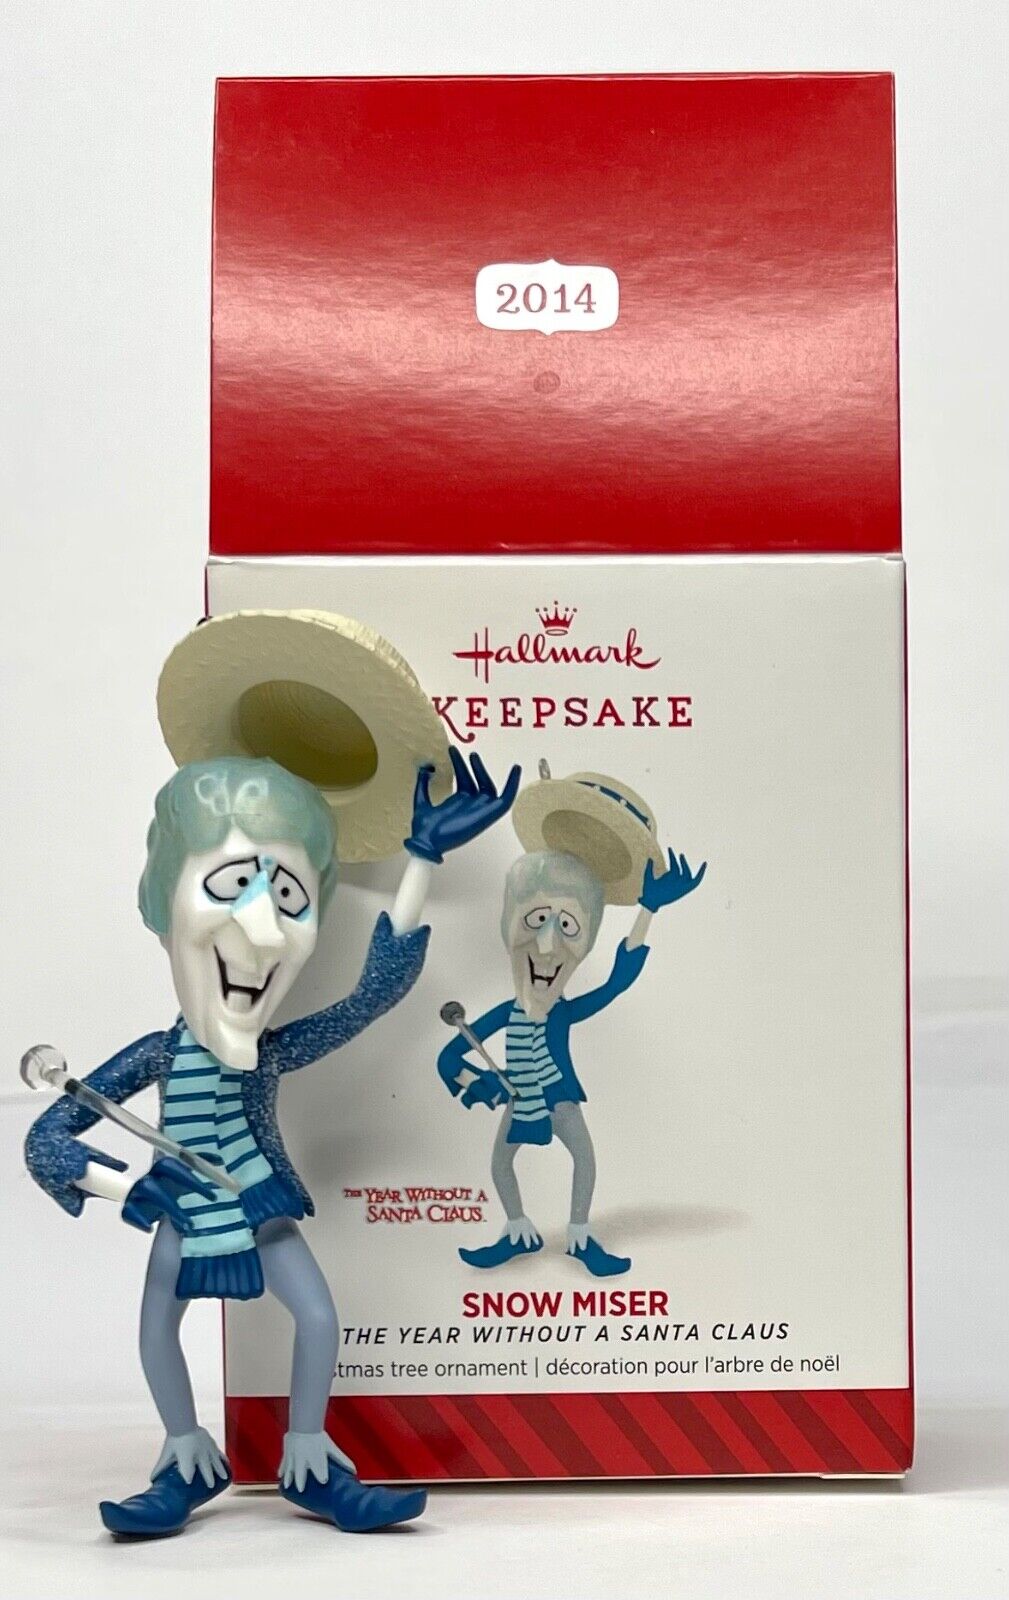 2014
Hallmark
KEEPSAKE
THE YEAR WITHOUT A
SANTA CLAUS
SNOW MISER
THE YEAR WITHOUT A SANTA CLAUS
tmas tree ornament | décoration pour l'arbre de noël